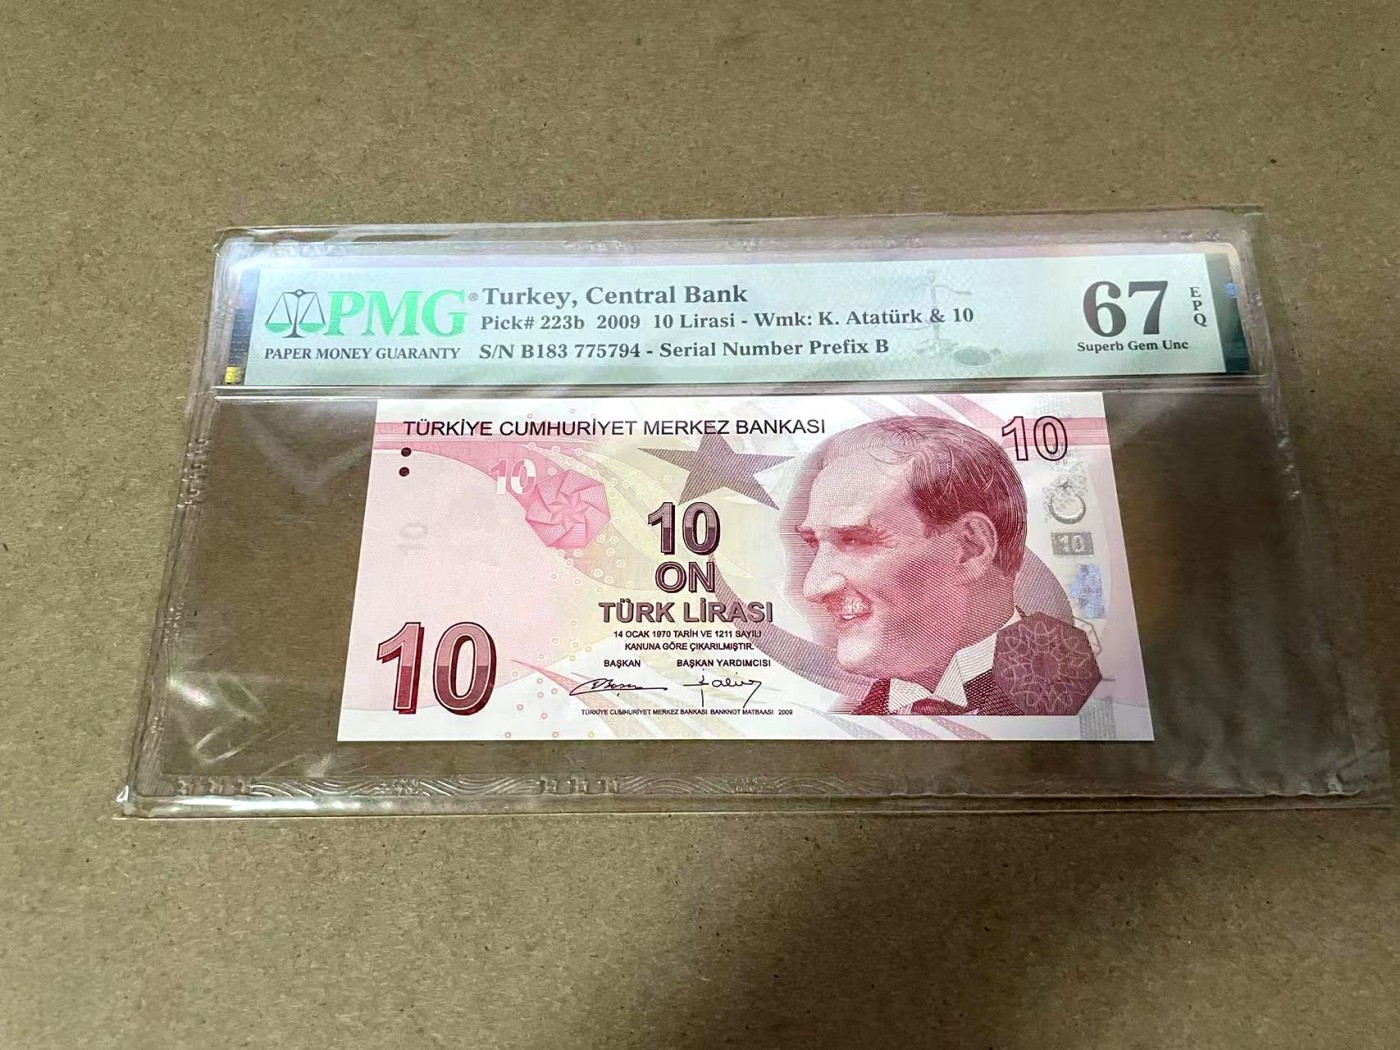 PMG® Turkey, Central Bank
Pick# 223b 2009 10 Lirasi - Wmk: K. Atatürk & 10
PAPER MONEY GUARANTY S/N B183 775794 - Serial Number Prefix B
67
EPQ
Superb Gem Unc
TÜRKİYE CUMHURİYET MERKEZ BANKASI
10
10
10
10
10
ON
TÜRK LİRASI
14 OCAK 1970 TARİH VE 1211 SAYILI
KANUNA GÖRE ÇIKARILMIŞTIR.
BAŞKAN BAŞKAN YARDIMCISI
10
TÜRKİYE CUMHURİYET MERKEZ BANKASI BANKNOT MATBAASI 2009